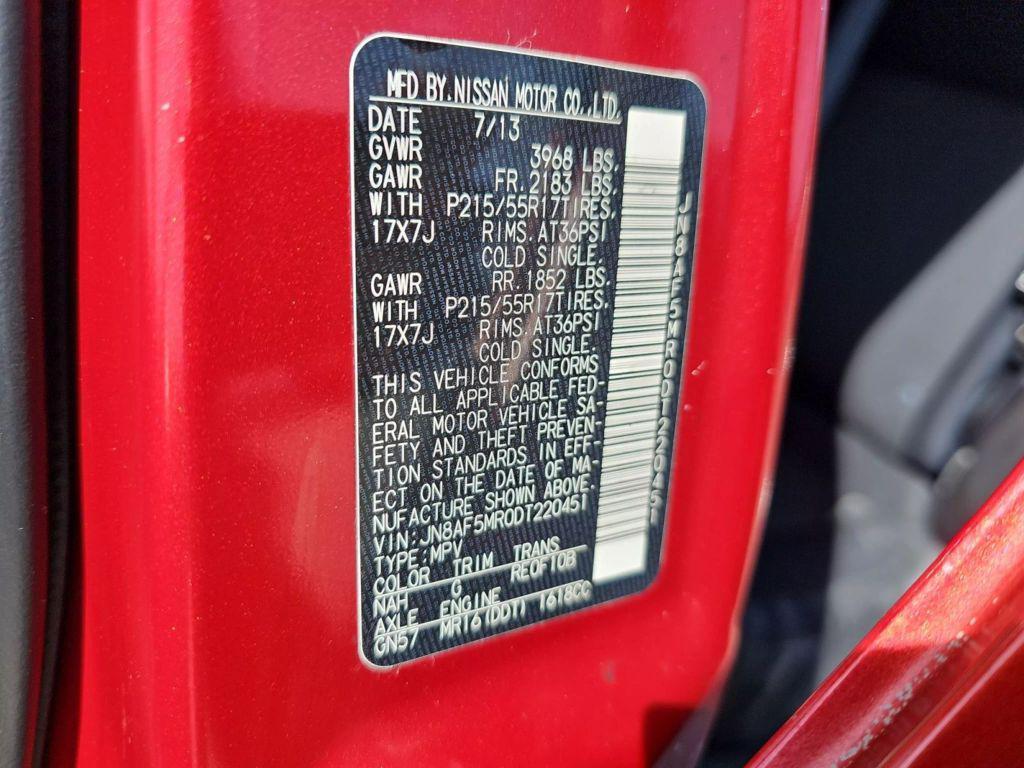 MFD BY.NISSAN MOTOR CO.,LTD.
DATE 7/13
GVWR 3968 LBS.
GAWR FR.2183 LBS.
WITH P215/55R17TIRES.
17X7J RIMS.AT36PSI
COLD SINGLE.
GAWR RR.1852 LBS.
WITH P215/55R17TIRES.
17X7J RIMS.AT36PSI
COLD SINGLE.
THIS VEHICLE CONFORMS
TO ALL APPLICABLE FED-
ERAL MOTOR VEHICLE SA-
FETY AND THEFT PREVEN-
TION STANDARDS IN EFF-
ECT ON THE DATE OF MA-
NUFACTURE SHOWN ABOVE.
VIN:JN8AF5MR0DT220451
TYPE:MPV
COLOR TRIM TRANS
NAH G RE0F10B
AXLE ENGINE
GN57 MR16(DDT) 1618CC
JN8AF5MR0DT220451